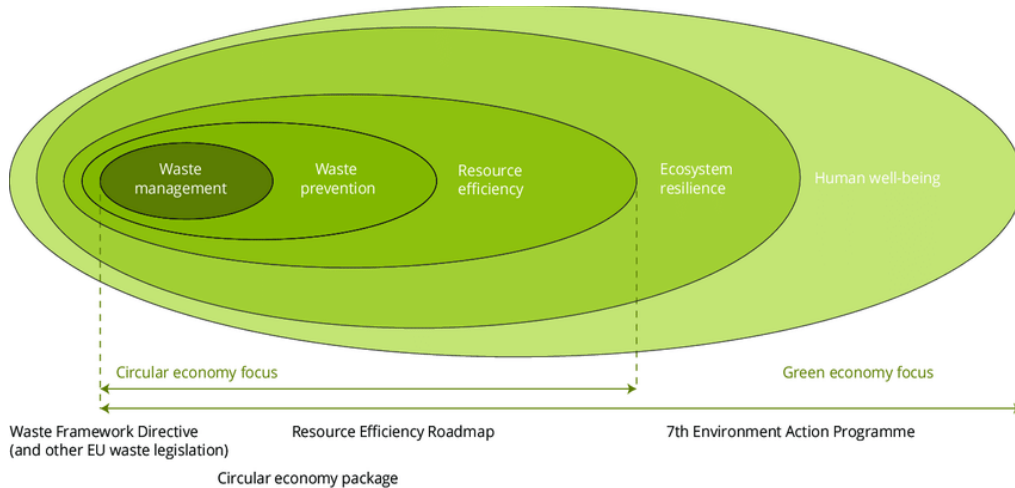 Waste
management
Waste
prevention
Resource
efficiency
Ecosystem
resilience
Human well-being
Circular economy focus
Green economy focus
Waste Framework Directive
(and other EU waste legislation)
Resource Efficiency Roadmap
7th Environment Action Programme
Circular economy package